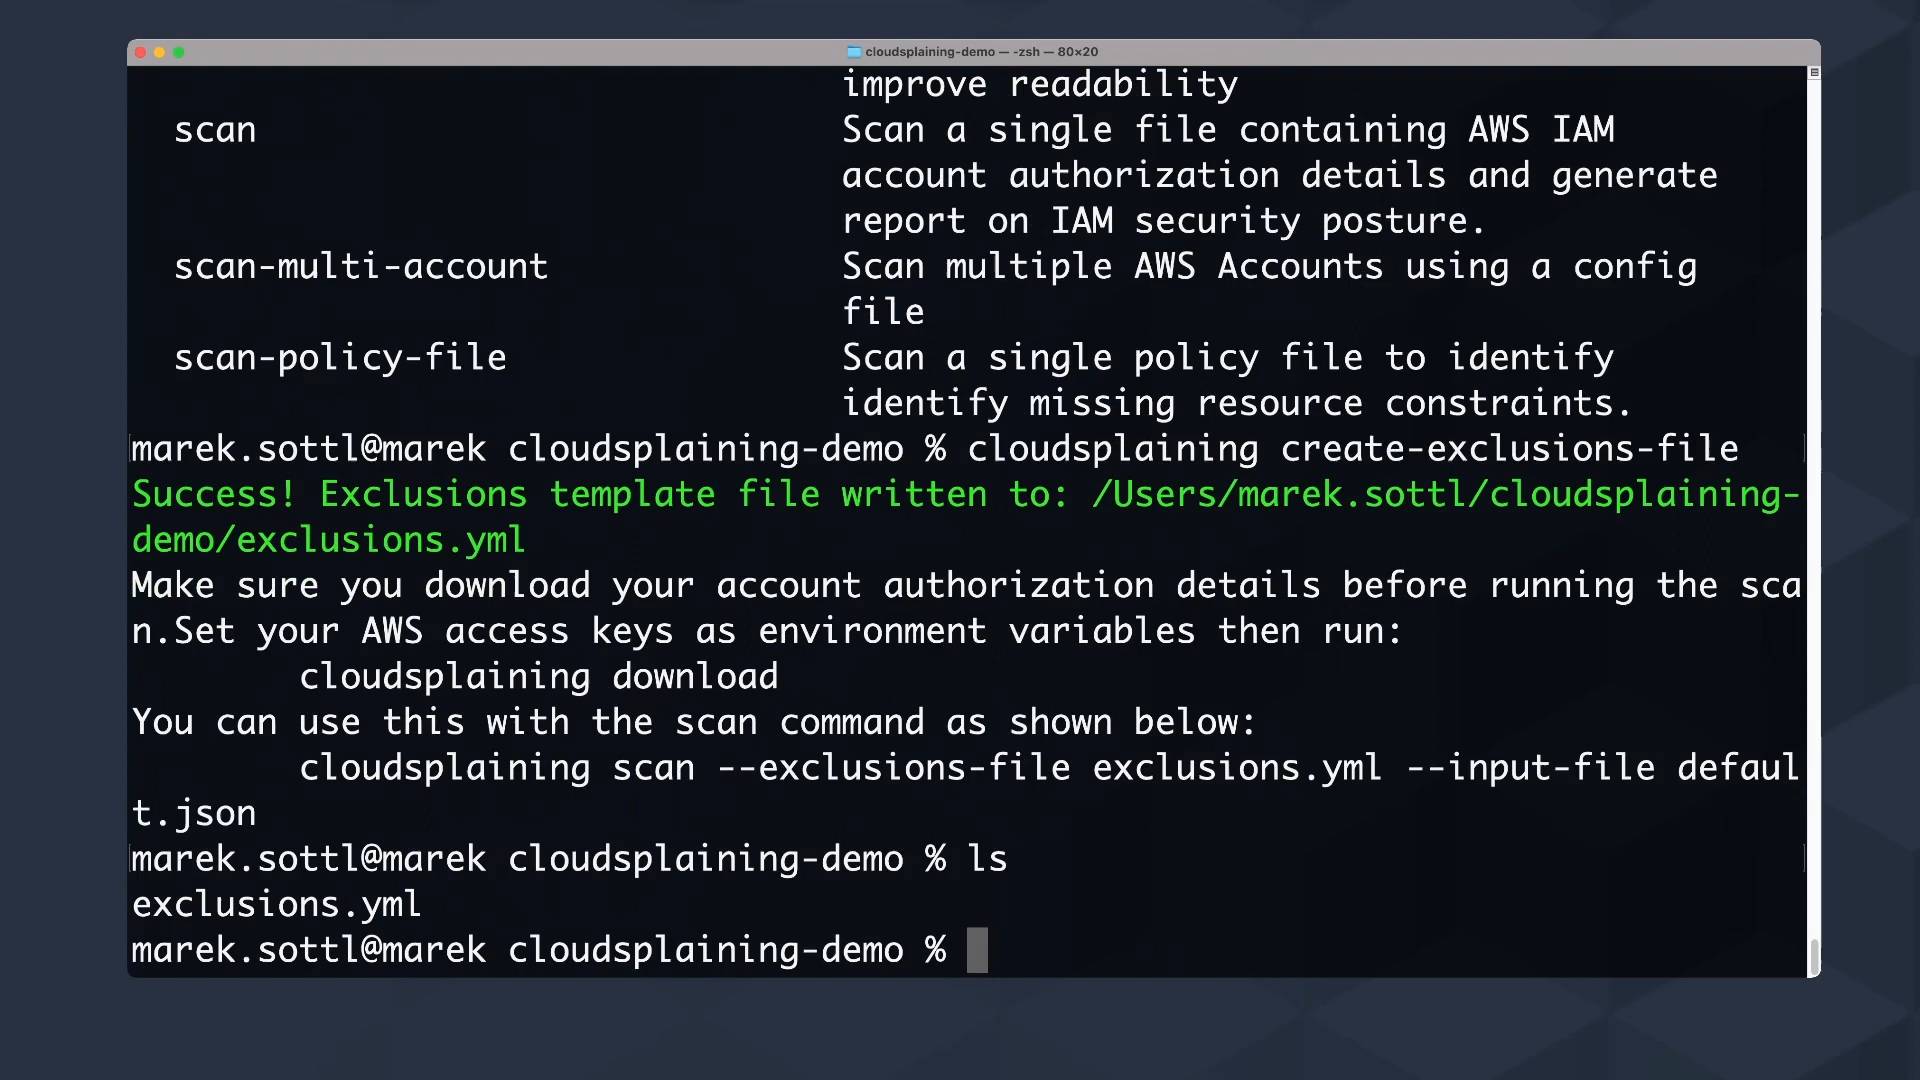 cloudsplaining-demo — -zsh — 80×20
improve readability
scan Scan a single file containing AWS IAM
account authorization details and generate
report on IAM security posture.
scan-multi-account Scan multiple AWS Accounts using a config
file
scan-policy-file Scan a single policy file to identify
identify missing resource constraints.
marek.sottl@marek cloudsplaining-demo % cloudsplaining create-exclusions-file
Success! Exclusions template file written to: /Users/marek.sottl/cloudsplaining-
demo/exclusions.yml
Make sure you download your account authorization details before running the sca
n.Set your AWS access keys as environment variables then run:
cloudsplaining download
You can use this with the scan command as shown below:
cloudsplaining scan --exclusions-file exclusions.yml --input-file defaul
t.json
marek.sottl@marek cloudsplaining-demo % ls
exclusions.yml
marek.sottl@marek cloudsplaining-demo %